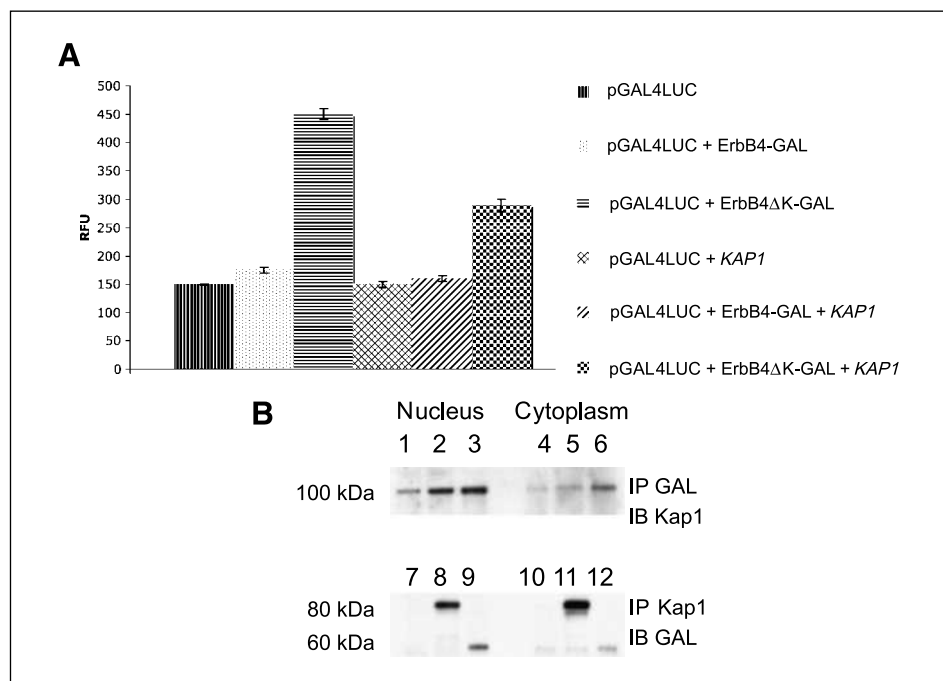 A
500
450
400
350
300
250
200
150
100
50
0
RFU
pGAL4LUC
pGAL4LUC + ErbB4-GAL
pGAL4LUC + ErbB4ΔK-GAL
pGAL4LUC + KAP1
pGAL4LUC + ErbB4-GAL + KAP1
pGAL4LUC + ErbB4ΔK-GAL + KAP1
B
Nucleus Cytoplasm
1 2 3 4 5 6
100 kDa
IP GAL
IB Kap1
7 8 9 10 11 12
80 kDa
IP Kap1
60 kDa
IB GAL